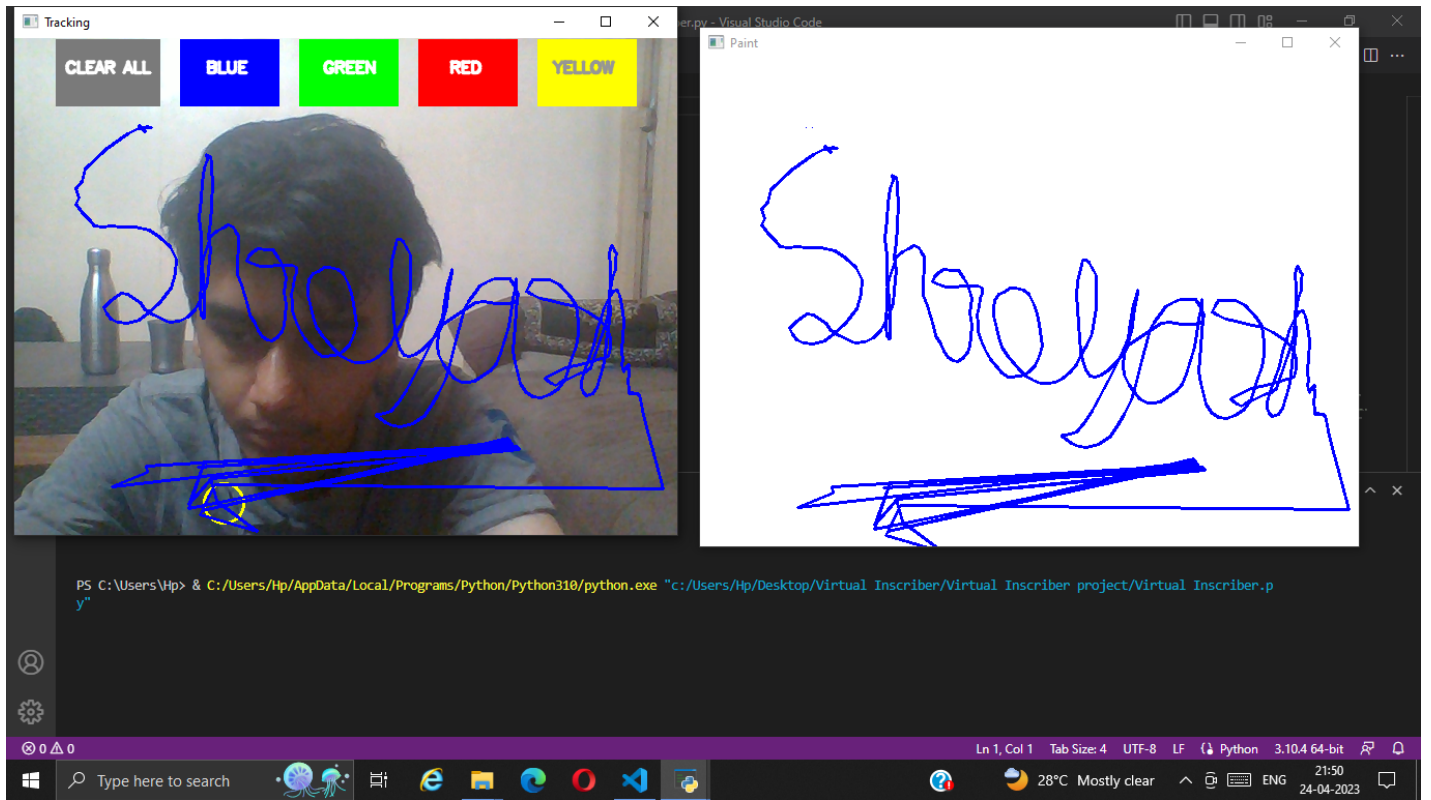 Tracking
er.py - Visual Studio Code
Paint
CLEAR ALL BLUE GREEN RED YELLOW
Shreyash
PS C:\Users\Hp> & C:/Users/Hp/AppData/Local/Programs/Python/Python310/python.exe "c:/Users/Hp/Desktop/Virtual Inscriber/Virtual Inscriber project/Virtual Inscriber.p
y"
0 0 Ln 1, Col 1 Tab Size: 4 UTF-8 LF Python 3.10.4 64-bit
Type here to search 28°C Mostly clear ENG 21:50
24-04-2023